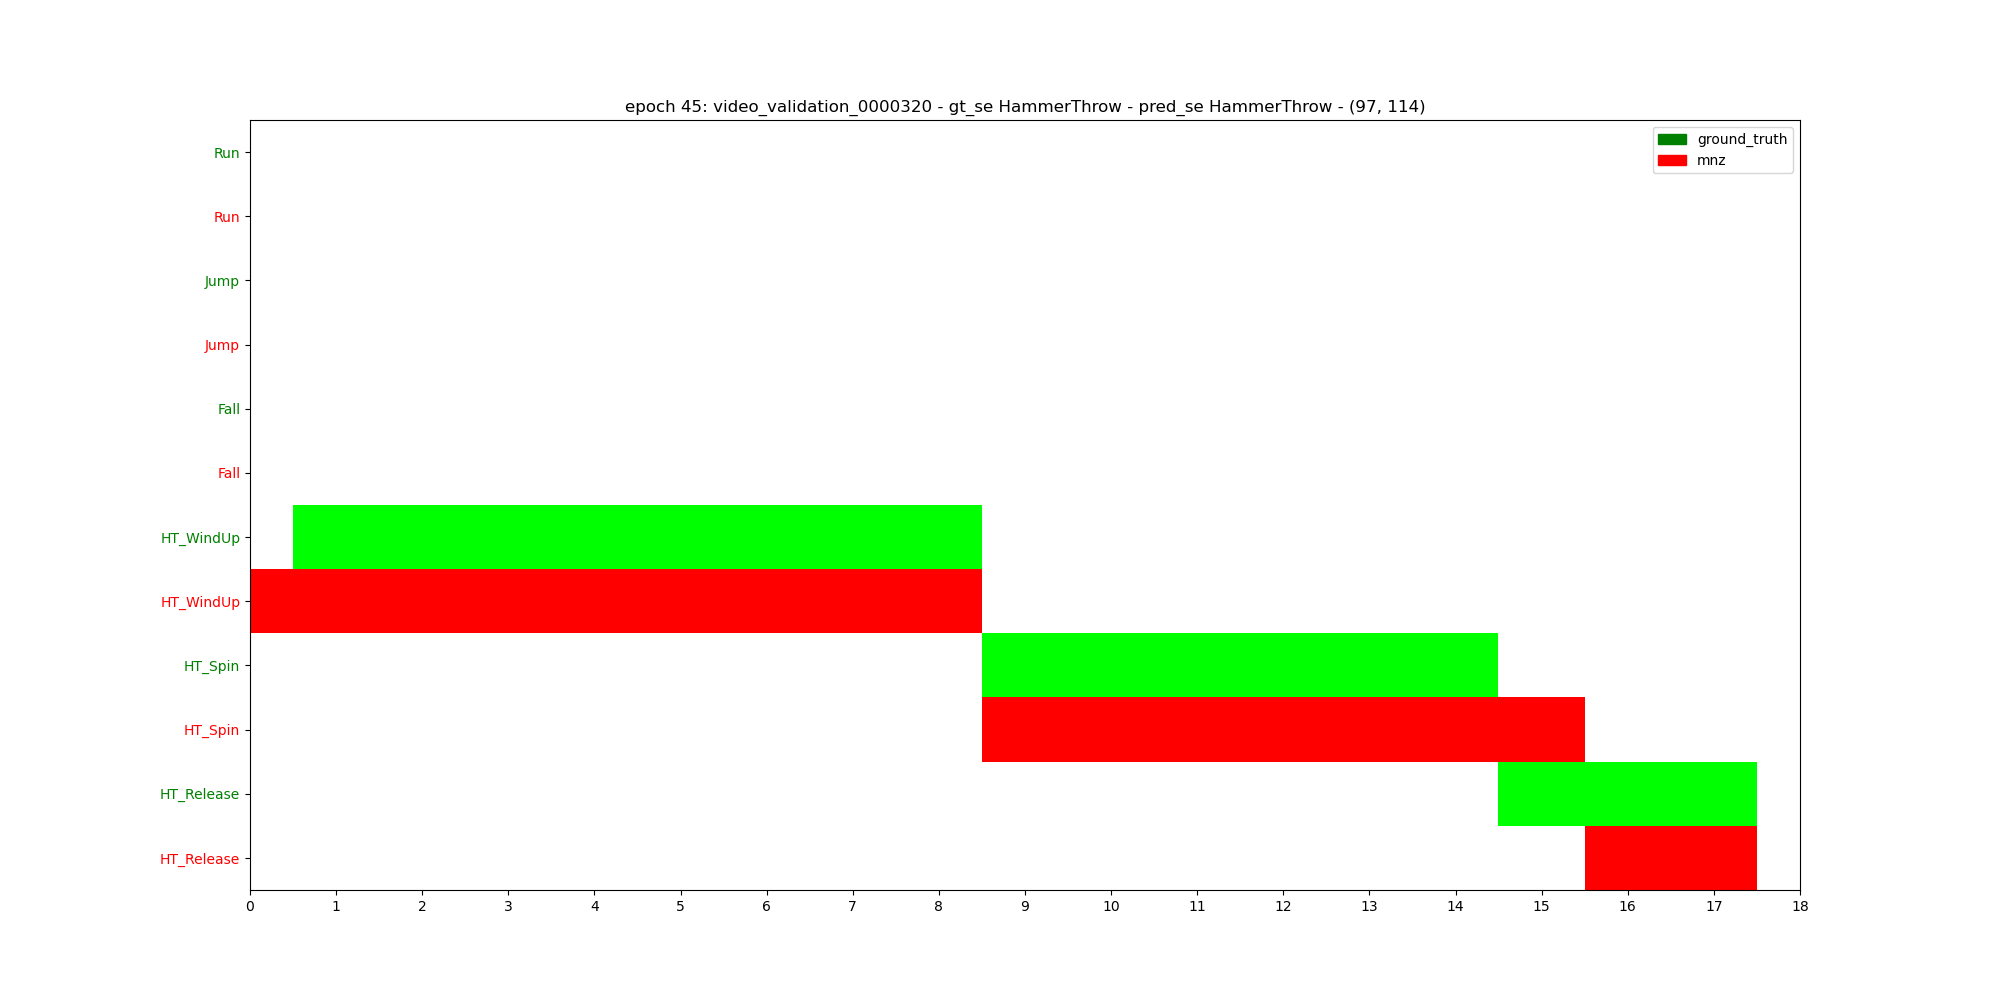 epoch 45: video_validation_0000320 - gt_se HammerThrow - pred_se HammerThrow - (97, 114)
ground_truth
mnz
Run
Run
Jump
Jump
Fall
Fall
HT_WindUp
HT_WindUp
HT_Spin
HT_Spin
HT_Release
HT_Release
0 1 2 3 4 5 6 7 8 9 10 11 12 13 14 15 16 17 18